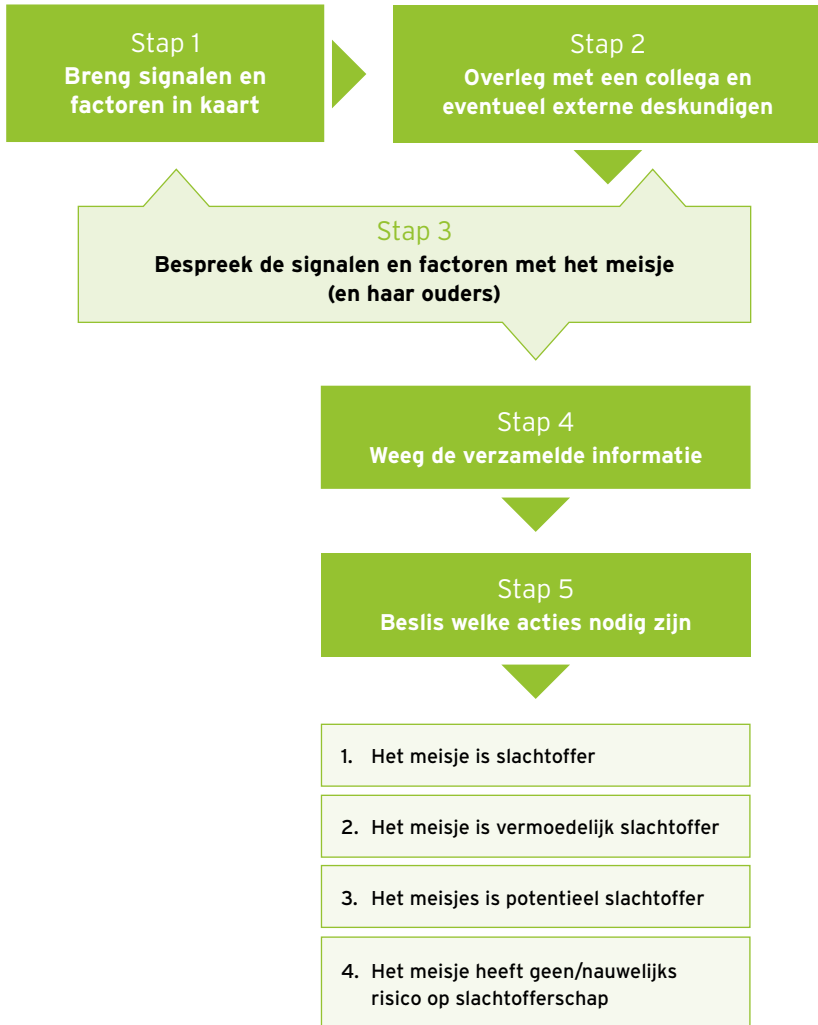 Stap 1
Breng signalen en
factoren in kaart
Stap 2
Overleg met een collega en
eventueel externe deskundigen
Stap 3
Bespreek de signalen en factoren met het meisje
(en haar ouders)
Stap 4
Weeg de verzamelde informatie
Stap 5
Beslis welke acties nodig zijn
1. Het meisje is slachtoffer
2. Het meisje is vermoedelijk slachtoffer
3. Het meisjes is potentieel slachtoffer
4. Het meisje heeft geen/nauwelijks
risico op slachtofferschap